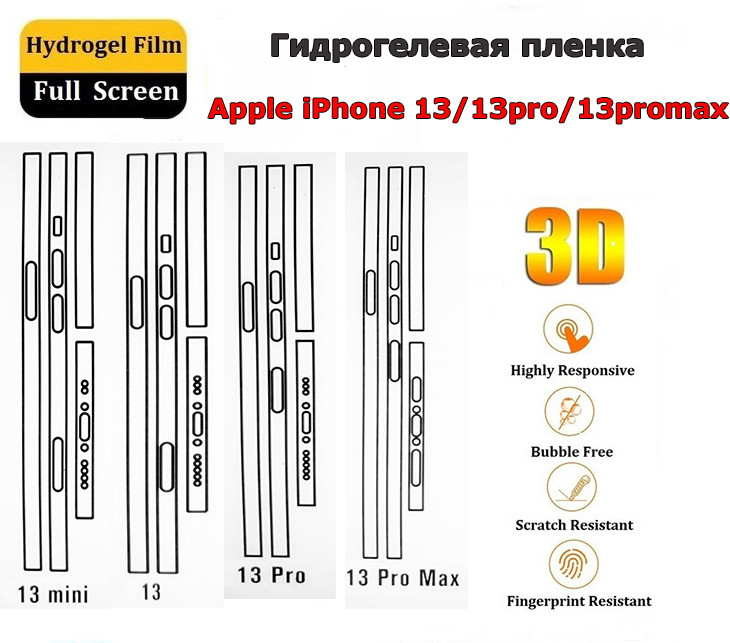 Hydrogel Film
Full Screen
Гидрогелевая пленка
Apple iPhone 13/13pro/13promax
3D
Highly Responsive
Bubble Free
Scratch Resistant
Fingerprint Resistant
13 mini
13
13 Pro
13 Pro Max